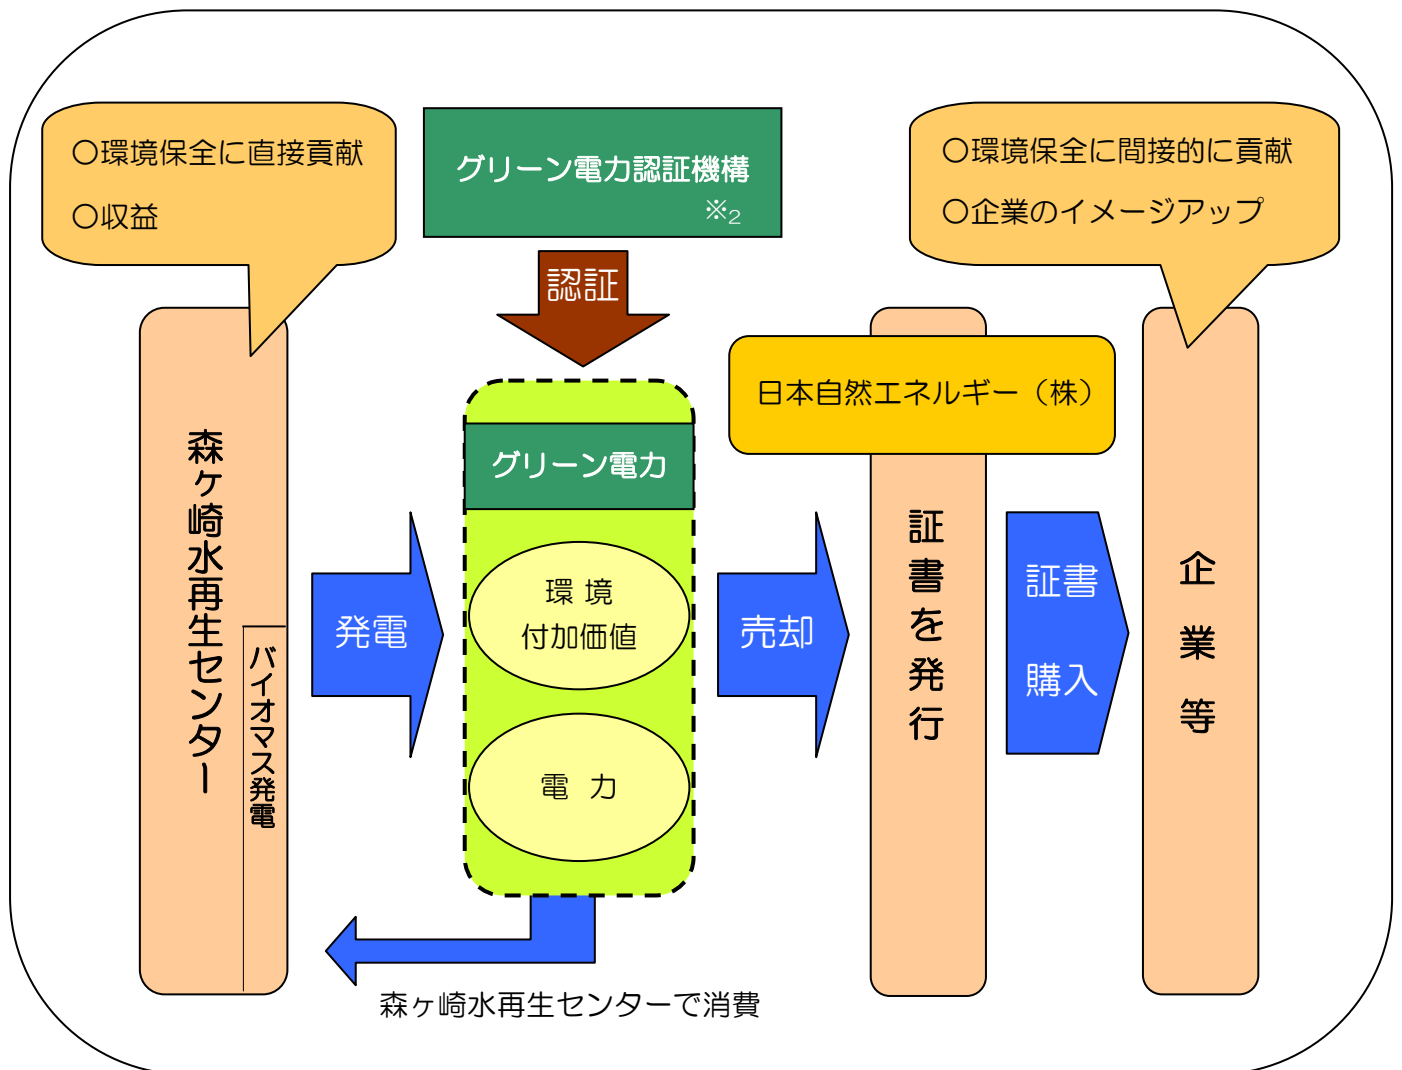 〇環境保全に直接貢献
〇収益
グリーン電力認証機構
※2
〇環境保全に間接的に貢献
〇企業のイメージアップ
認証
日本自然エネルギー（株）
グリーン電力
森ヶ崎水再生センター
バイオマス発電
発電
環 境
付加価値
電 力
売却
証書を発行
証書
購入
企業等
森ヶ崎水再生センターで消費